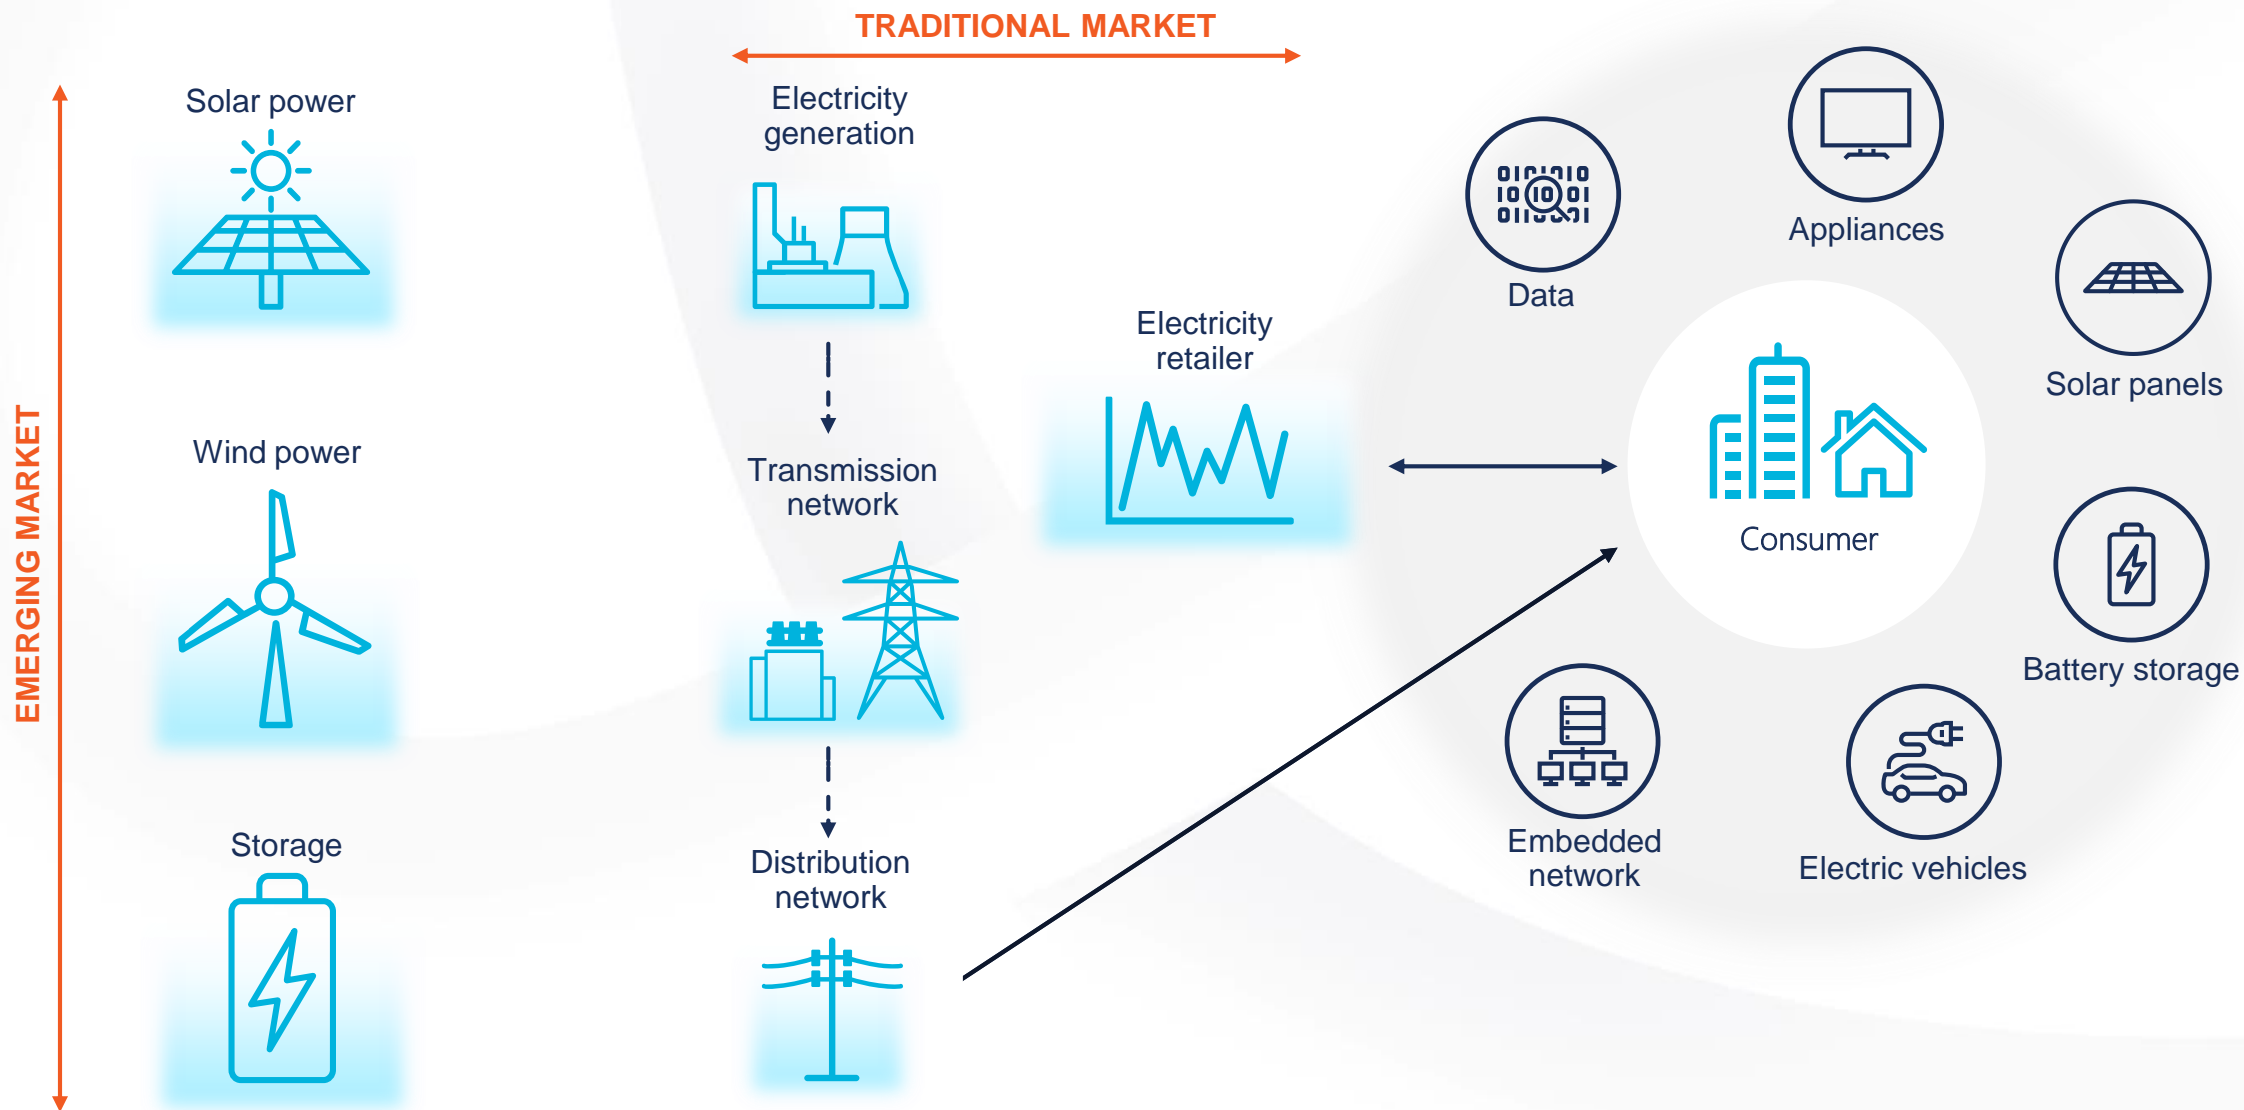 TRADITIONAL MARKET
EMERGING MARKET
Solar power
Wind power
Storage
Electricity
generation
Transmission
network
Distribution
network
Electricity
retailer
Data
Appliances
Solar panels
Battery storage
Electric vehicles
Embedded
network
Consumer